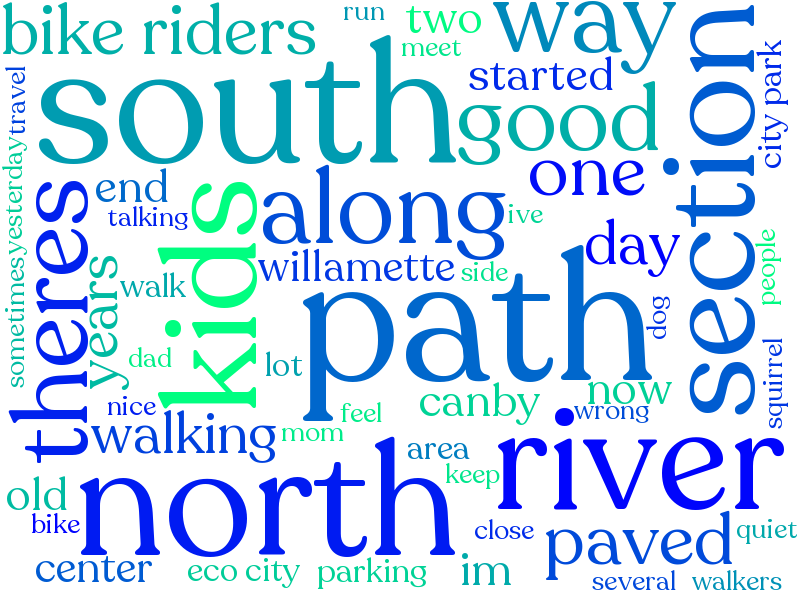 bike riders
run
two
way
meet
started
south
good
section
city park
travel
yesterday
sometimes
theres
end
talking
kids
along
one
ive
day
willamette
side
people
years
walk
path
dog
dad
lot
squirrel
nice
feel
canby
now
wrong
walking
mom
area
keep
river
old
bike
north
close
paved
quiet
center
eco city
parking
im
several
walkers